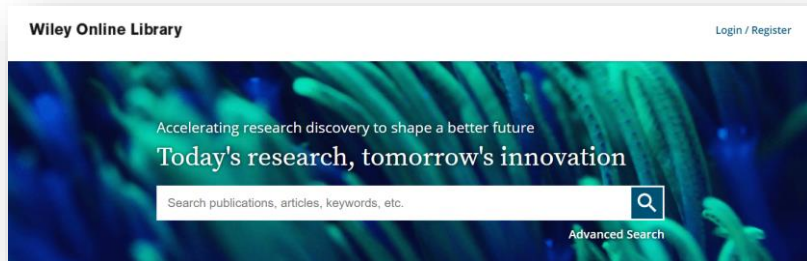 Wiley Online Library
Login / Register
Accelerating research discovery to shape a better future
Today's research, tomorrow's innovation
Search publications, articles, keywords, etc.
Advanced Search